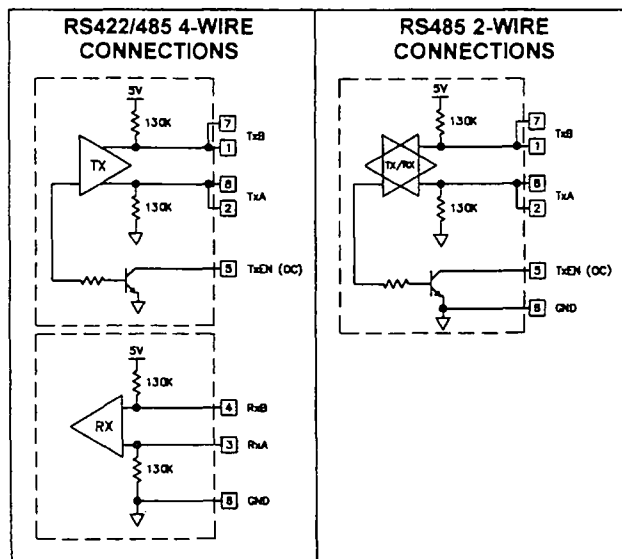 RS422/485 4-WIRE
CONNECTIONS
5V
130K
7
TxB
1
TX
8
TxA
2
130K
5 TxEN (OC)
5V
130K
4 RxB
RX
3 RxA
130K
6 GND
RS485 2-WIRE
CONNECTIONS
5V
130K
7
TxB
1
TX/RX
8
TxA
2
130K
5 TxEN (OC)
6 GND